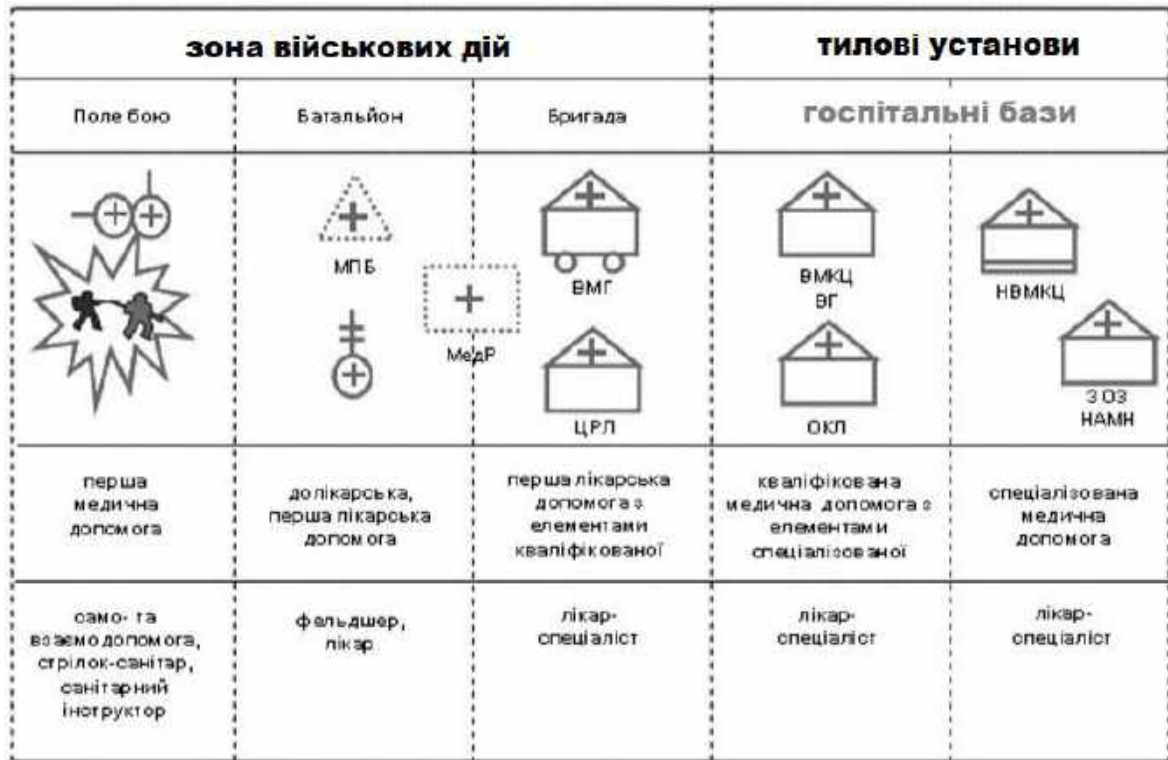 зона військових дій
тилові установи
Поле бою
Батальйон
Бригада
госпітальні бази
МПБ
МедР
ВМГ
ЦРЛ
ВМКЦ
ВГ
ОКЛ
НВМКЦ
ЗОЗ
НАМН
перша
медична
допомога
долікарська,
перша лікарська
допомога
перша лікарська
допомога з
елементами
кваліфікованої
кваліфікована
медична допомога з
елементами
спеціалізованої
спеціалізована
медична
допомога
само- та
взаємодопомога,
стрілок-санітар,
санітарний
інструктор
фельдшер,
лікар
лікар-
спеціаліст
лікар-
спеціаліст
лікар-
спеціаліст